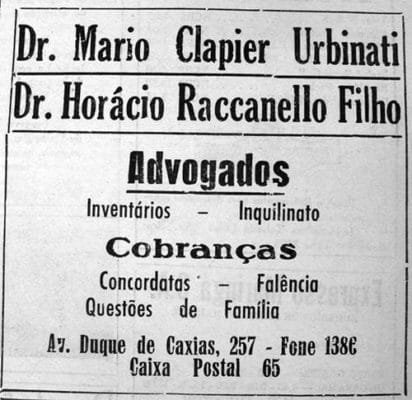 Dr. Mario Clapier Urbinati
Dr. Horácio Raccanello Filho
Advogados
Inventários – Inquilinato
Cobranças
Concordatas – Falência
Questões de Família
Av. Duque de Caxias, 257 - Fone 138€
Caixa Postal 65